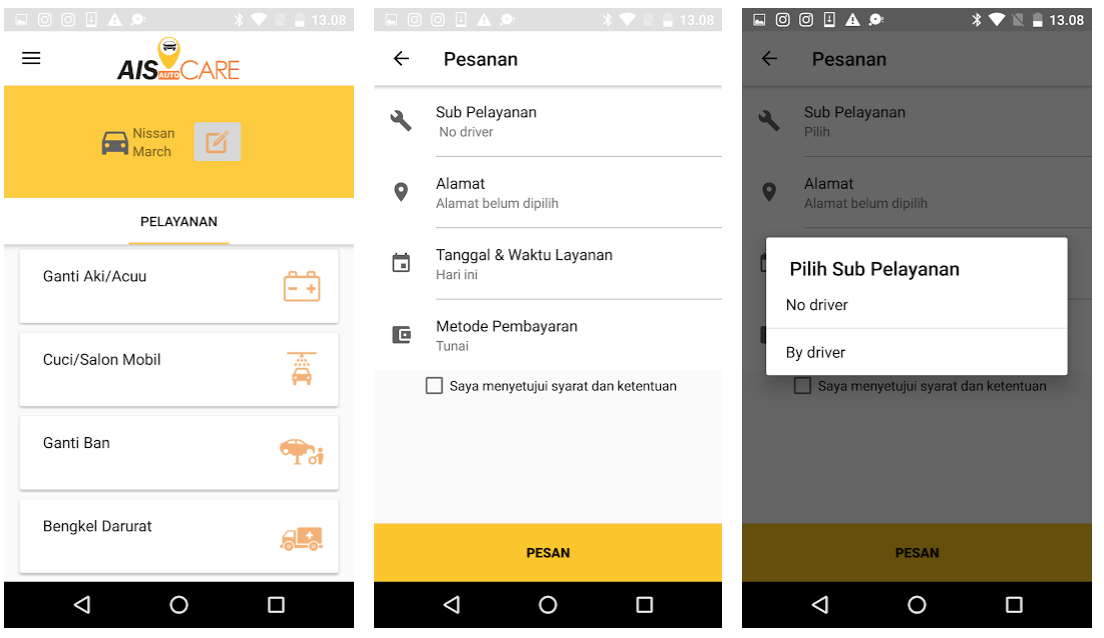 13.08
AIS AUTO CARE
Nissan
March
PELAYANAN
Ganti Aki/Acuu
Cuci/Salon Mobil
Ganti Ban
Bengkel Darurat
13.08
Pesanan
Sub Pelayanan
No driver
Alamat
Alamat belum dipilih
Tanggal & Waktu Layanan
Hari ini
Metode Pembayaran
Tunai
Saya menyetujui syarat dan ketentuan
PESAN
13.08
Pesanan
Sub Pelayanan
Pilih
Alamat
Alamat belum dipilih
Pilih Sub Pelayanan
No driver
By driver
Saya menyetujui syarat dan ketentuan
PESAN